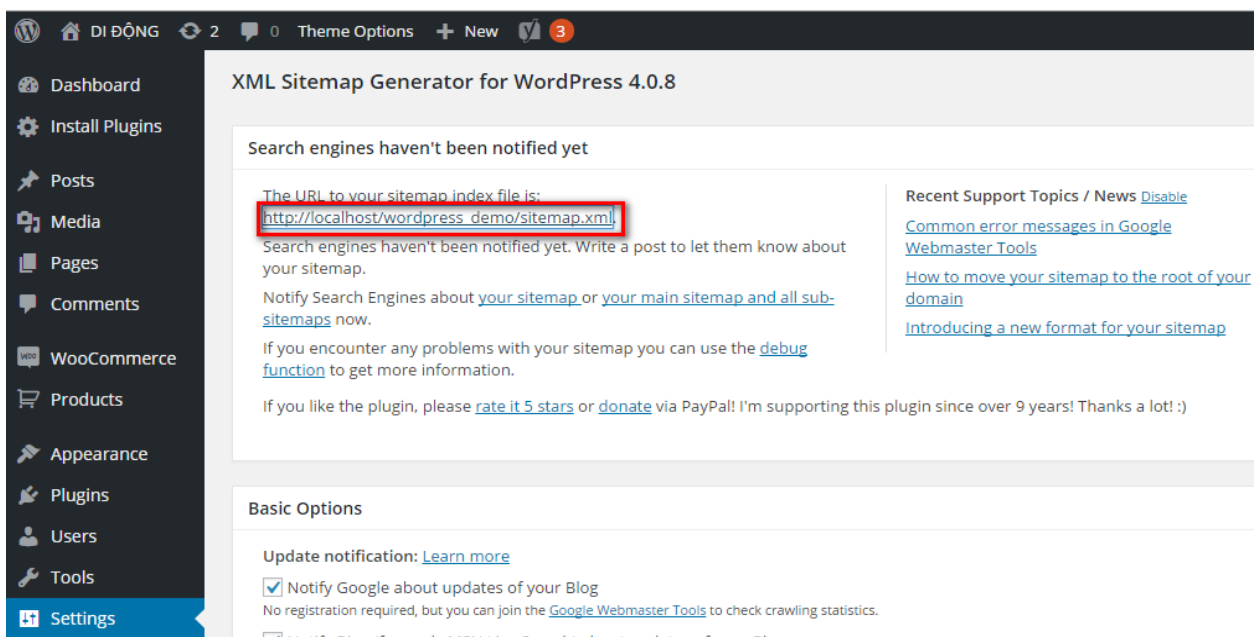 DI ĐỘNG 2 0 Theme Options + New 3
Dashboard
Install Plugins
Posts
Media
Pages
Comments
WooCommerce
Products
Appearance
Plugins
Users
Tools
Settings
XML Sitemap Generator for WordPress 4.0.8
Search engines haven't been notified yet
The URL to your sitemap index file is:
http://localhost/wordpress_demo/sitemap.xml.
Search engines haven't been notified yet. Write a post to let them know about
your sitemap.
Notify Search Engines about your sitemap or your main sitemap and all sub-
sitemaps now.
If you encounter any problems with your sitemap you can use the debug
function to get more information.
If you like the plugin, please rate it 5 stars or donate via PayPal! I'm supporting this plugin since over 9 years! Thanks a lot! :)
Recent Support Topics / News Disable
Common error messages in Google
Webmaster Tools
How to move your sitemap to the root of your
domain
Introducing a new format for your sitemap
Basic Options
Update notification: Learn more
Notify Google about updates of your Blog
No registration required, but you can join the Google Webmaster Tools to check crawling statistics.